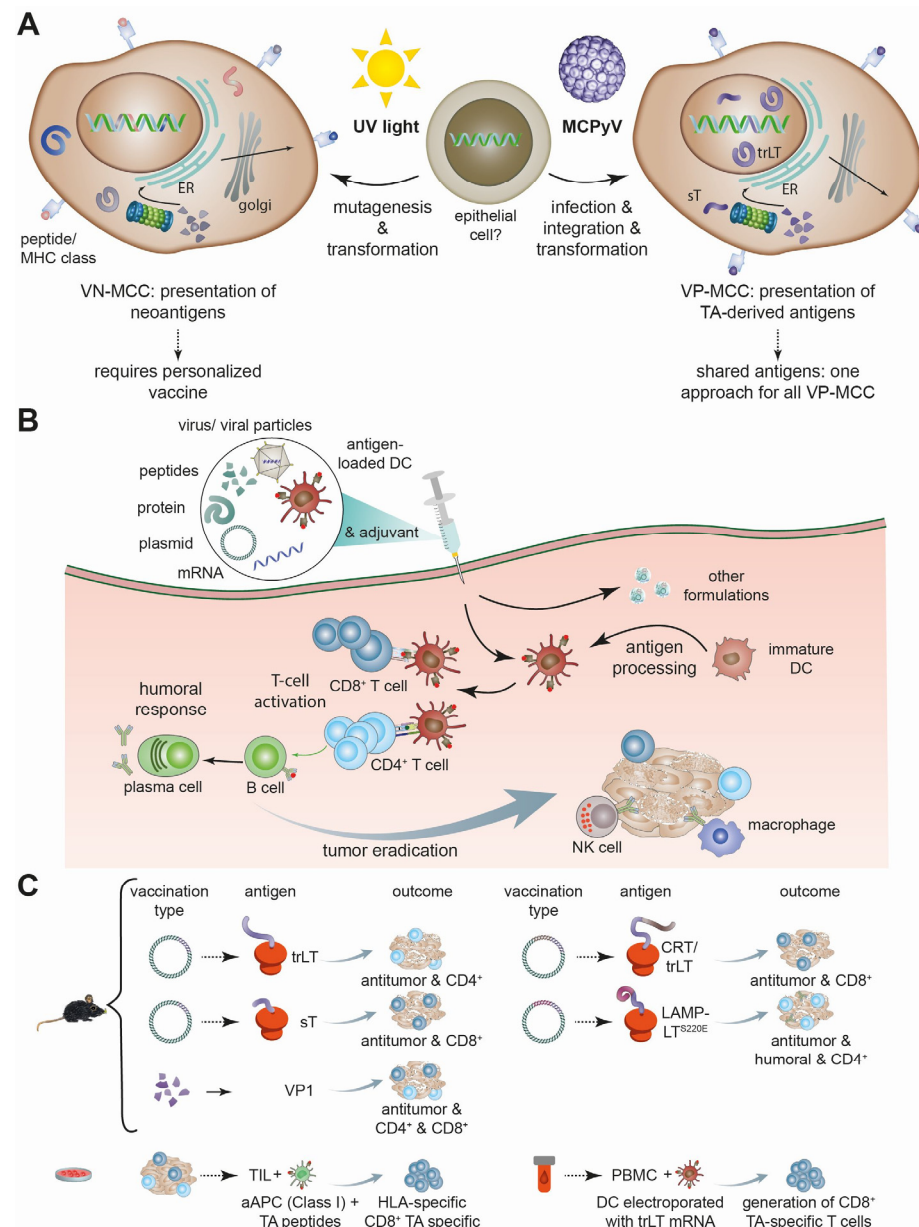 A
UV light
MCPyV
ER
golgi
peptide/
MHC class
mutagenesis
&
transformation
epithelial
cell?
infection &
integration &
transformation
trLT
sT
ER
VN-MCC: presentation of
neoantigens
requires personalized
vaccine
VP-MCC: presentation of
TA-derived antigens
shared antigens: one
approach for all VP-MCC
B
virus/ viral particles
peptides
protein
plasmid
mRNA
antigen-
loaded DC
& adjuvant
other
formulations
antigen
processing
immature
DC
CD8⁺ T cell
T-cell
activation
CD4⁺ T cell
humoral
response
plasma cell
B cell
tumor eradication
NK cell
macrophage
C
vaccination
type
antigen
outcome
vaccination
type
antigen
outcome
trLT
antitumor & CD4⁺
CRT/
trLT
antitumor & CD8⁺
sT
antitumor & CD8⁺
LAMP-
LTS220E
antitumor &
humoral & CD4⁺
VP1
antitumor &
CD4⁺ & CD8⁺
TIL +
aAPC (Class I) +
TA peptides
HLA-specific
CD8⁺ TA specific
PBMC +
DC electroporated
with trLT mRNA
generation of CD8⁺
TA-specific T cells